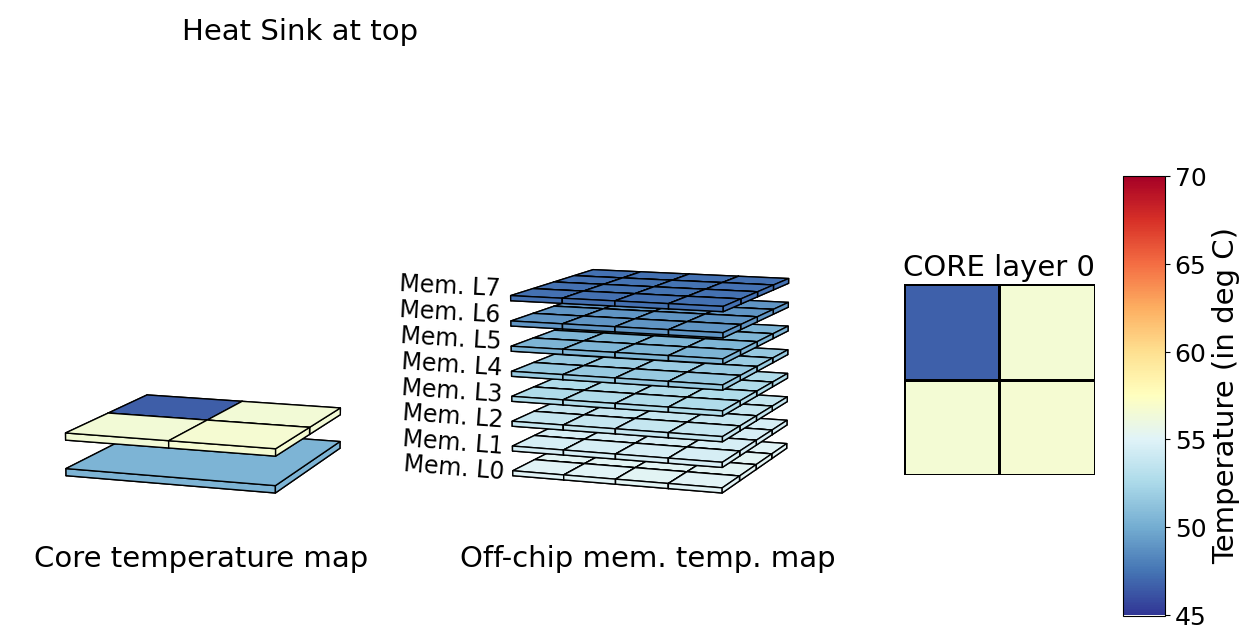 Heat Sink at top
Mem. L7
Mem. L6
Mem. L5
Mem. L4
Mem. L3
Mem. L2
Mem. L1
Mem. L0
Core temperature map
Off-chip mem. temp. map
CORE layer 0
70
65
60
55
50
45
Temperature (in deg C)